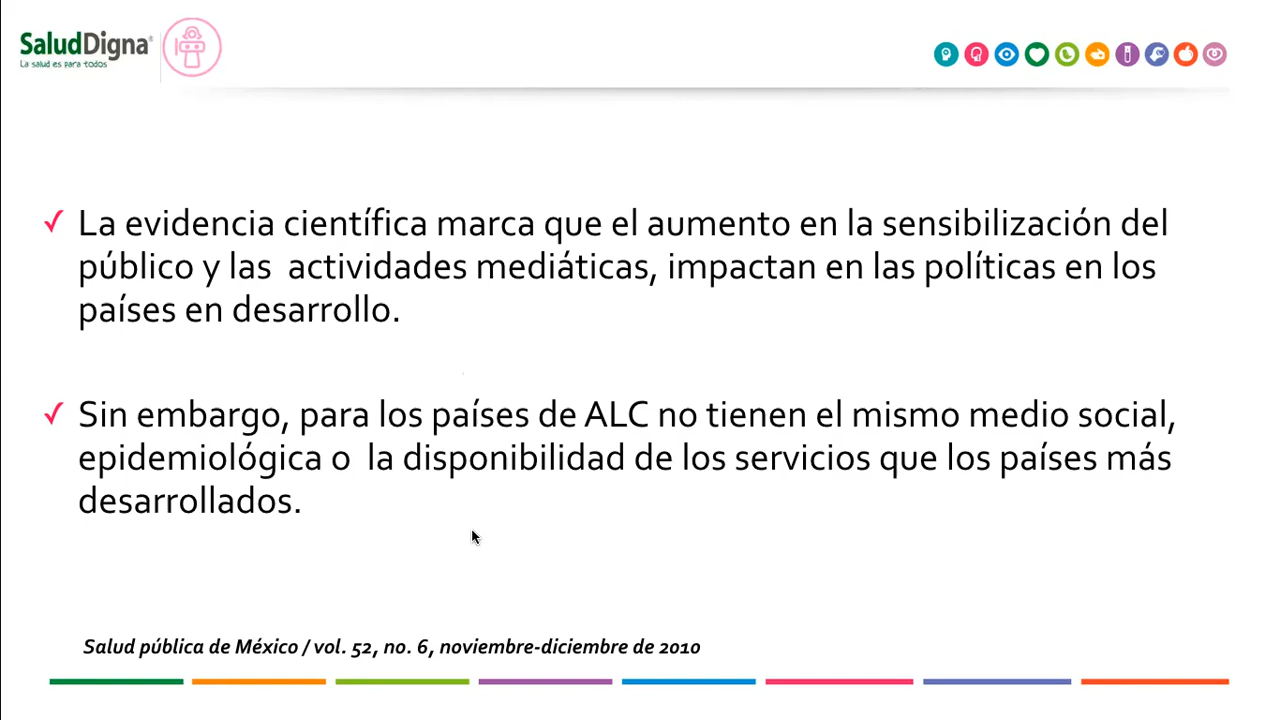 SaludDigna®
La salud es para todos
✓ La evidencia científica marca que el aumento en la sensibilización del
público y las actividades mediáticas, impactan en las políticas en los
países en desarrollo.
✓ Sin embargo, para los países de ALC no tienen el mismo medio social,
epidemiológica o la disponibilidad de los servicios que los países más
desarrollados.
Salud pública de México / vol. 52, no. 6, noviembre-diciembre de 2010